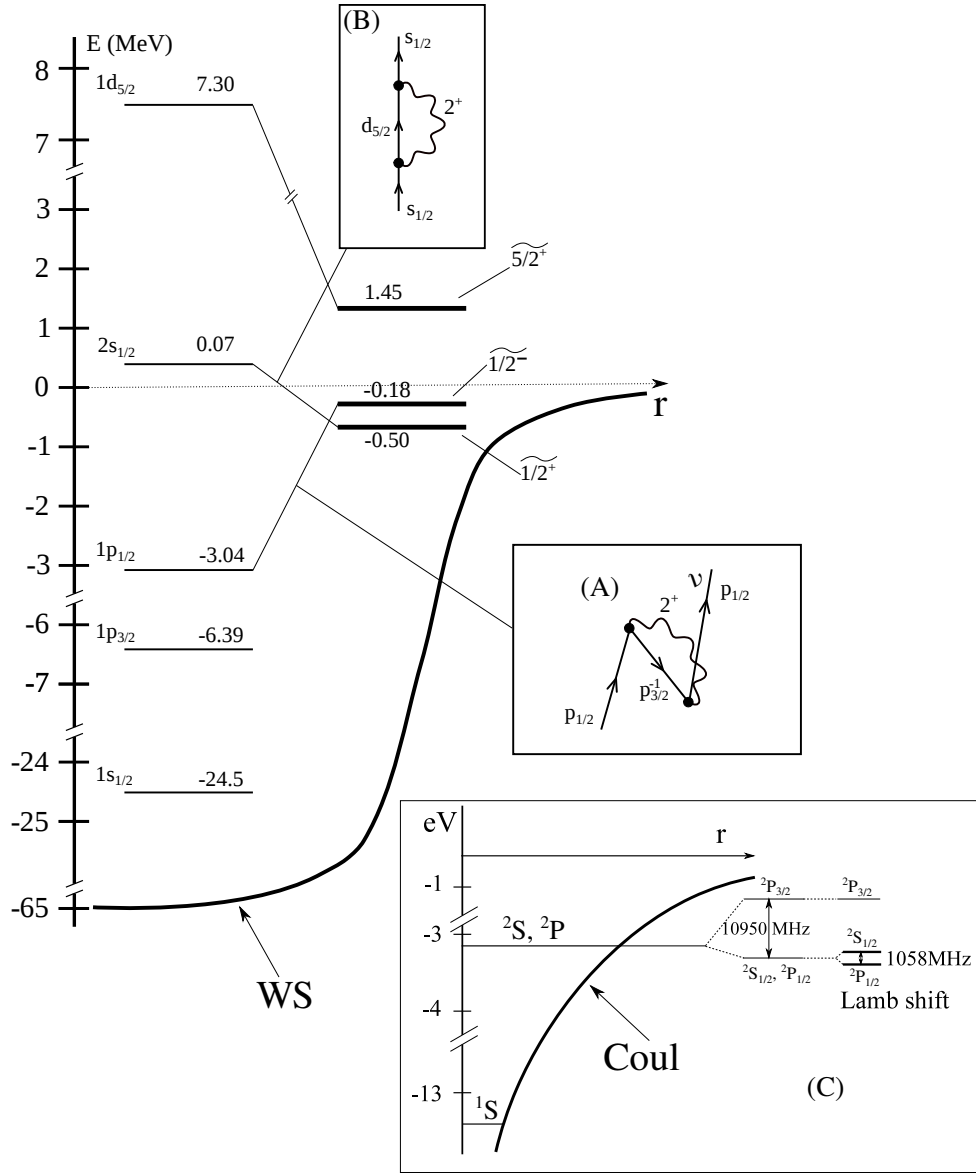 E (MeV)
8
7
3
2
1
0
-1
-2
-3
-6
-7
-24
-25
-65
1d5/2 7.30
2s1/2 0.07
1p1/2 -3.04
1p3/2 -6.39
1s1/2 -24.5
WS
r
1.45
5/2+
-0.18
1/2-
-0.50
1/2+
(B)
s1/2
2+
d5/2
s1/2
(A)
ν
2+
p1/2
p3/2-1
p1/2
(C)
eV
r
-1
-3
-4
-13
2S, 2P
1S
Coul
2P3/2
2P3/2
10950 MHz
2S1/2, 2P1/2
2S1/2
1058MHz
2P1/2
Lamb shift